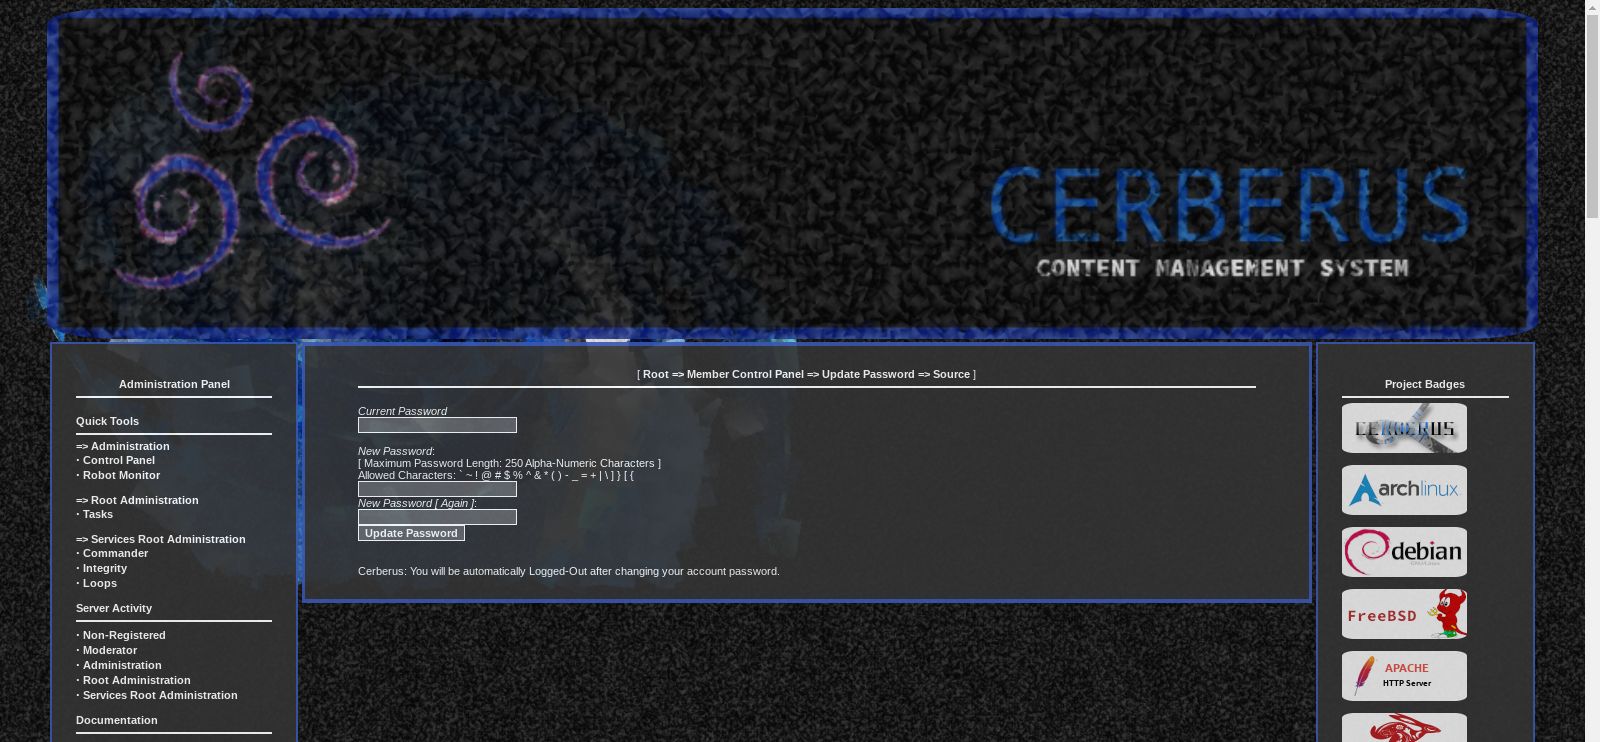 CERBERUS
CONTENT MANAGEMENT SYSTEM
Administration Panel
Quick Tools
=> Administration
· Control Panel
· Robot Monitor
=> Root Administration
· Tasks
=> Services Root Administration
· Commander
· Integrity
· Loops
Server Activity
· Non-Registered
· Moderator
· Administration
· Root Administration
· Services Root Administration
Documentation
[ Root => Member Control Panel => Update Password => Source ]
Current Password
New Password:
[ Maximum Password Length: 250 Alpha-Numeric Characters ]
Allowed Characters: ` ~ ! @ # $ % ^ & * ( ) - _ = + | \ ] } [ {
New Password [ Again ]:
Update Password
Cerberus: You will be automatically Logged-Out after changing your account password.
Project Badges
CERBERUS
archlinux
debian
FreeBSD
APACHE
HTTP Server